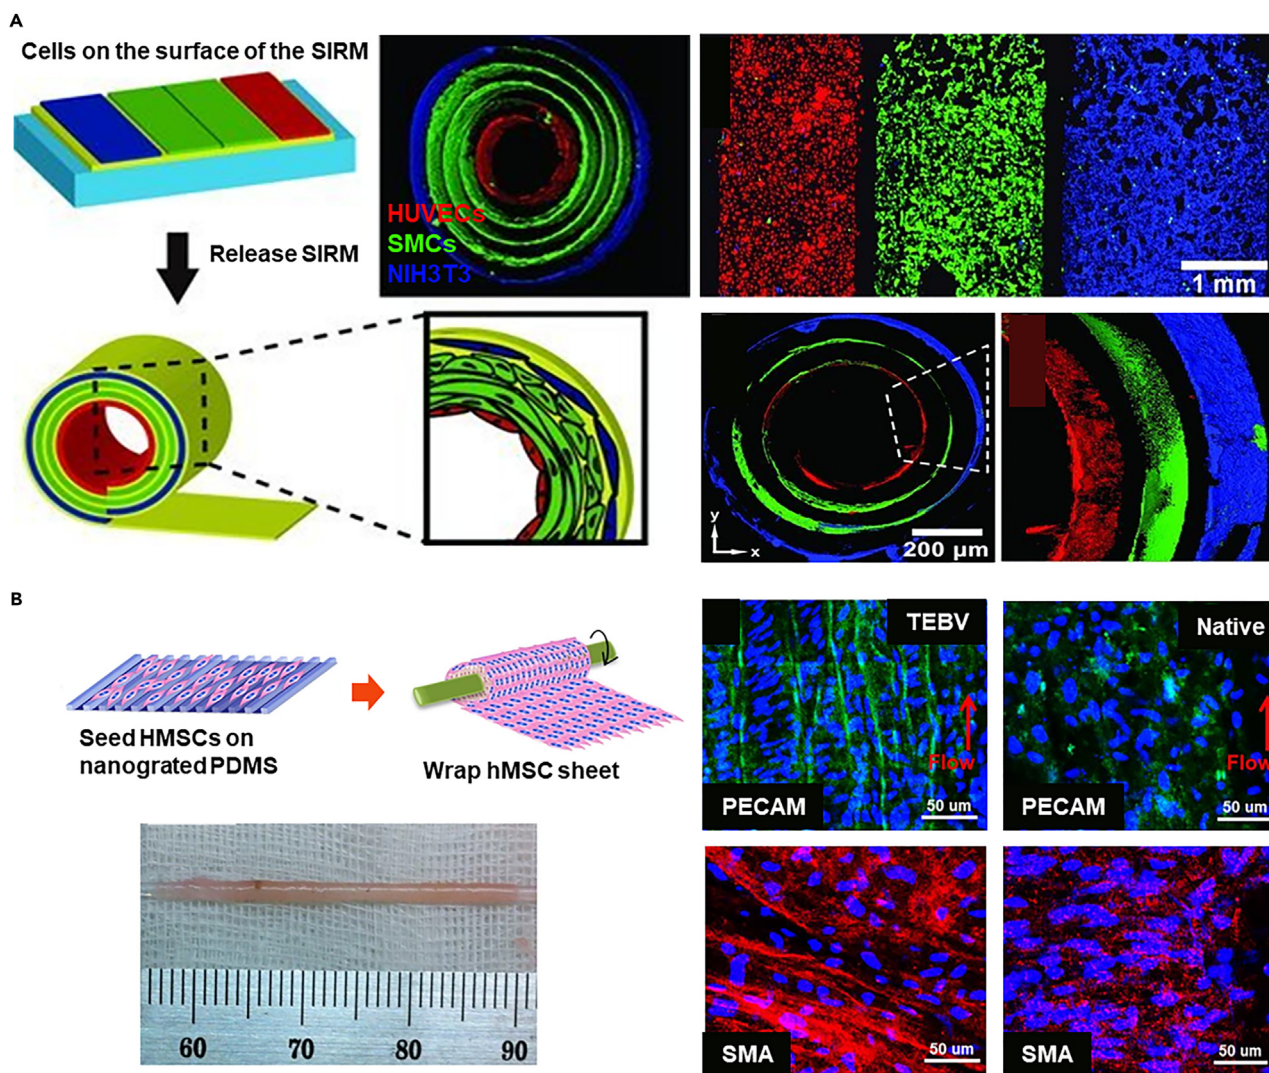 A
Cells on the surface of the SIRM
Release SIRM
HUVECs
SMCs
NIH3T3
1 mm
y
x
200 µm
B
Seed HMSCs on
nanograted PDMS
Wrap hMSC sheet
60 70 80 90
TEBV
Flow
PECAM
50 um
Native
Flow
PECAM
50 um
SMA
50 um
SMA
50 um